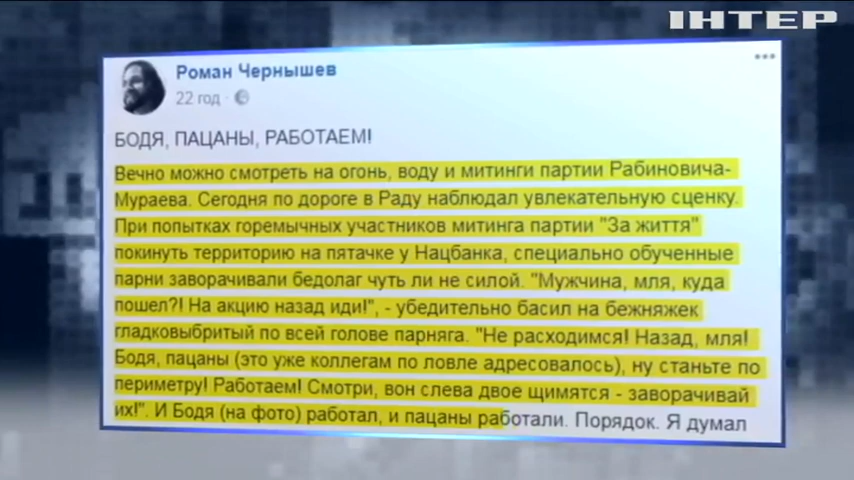 ІНТЕР
Роман Чернышев
22 год ·
БОДЯ, ПАЦАНЫ, РАБОТАЕМ!
Вечно можно смотреть на огонь, воду и митинги партии Рабиновича-
Мураева. Сегодня по дороге в Раду наблюдал увлекательную сценку.
При попытках горемычных участников митинга партии "За життя"
покинуть территорию на пятачке у Нацбанка, специально обученные
парни заворачивали бедолаг чуть ли не силой. "Мужчина, мля, куда
пошел?! На акцию назад иди!", - убедительно басил на бежняжек
гладковыбритый по всей голове парняга. "Не расходимся! Назад, мля!
Бодя, пацаны (это уже коллегам по ловле адресовалось), ну станьте по
периметру! Работаем! Смотри, вон слева двое щимятся - заворачивай
их!". И Бодя (на фото) работал, и пацаны работали. Порядок. Я думал